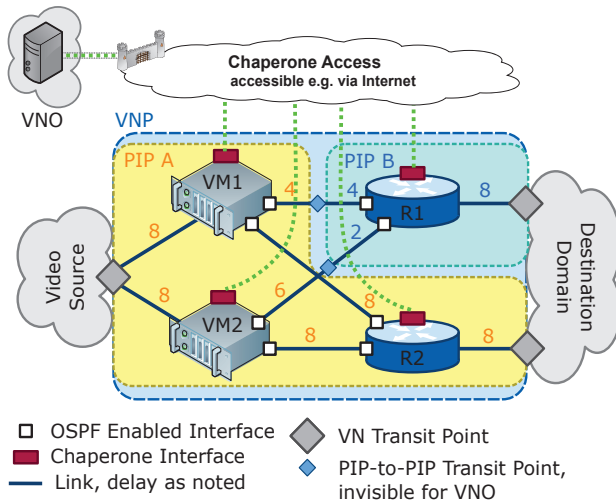 Chaperone Access
accessible e.g. via Internet
VNO
VNP
PIP A
PIP B
VM1
4
4
R1
8
8
2
Video
Source
Destination
Domain
8
6
8
VM2
8
R2
8
OSPF Enabled Interface
Chaperone Interface
Link, delay as noted
VN Transit Point
PIP-to-PIP Transit Point,
invisible for VNO